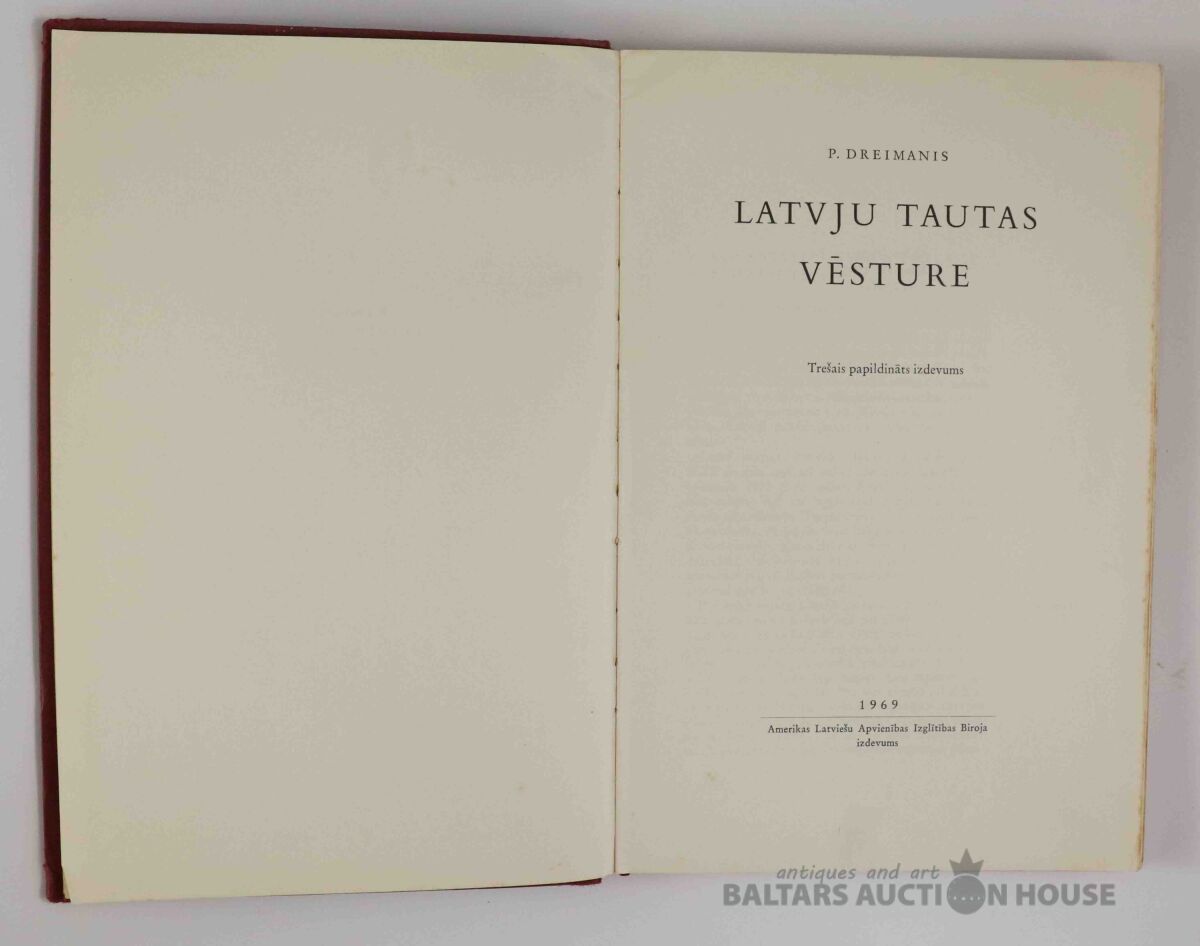 P. DREIMANIS
LATVJU TAUTAS
VĒSTURE
Trešais papildināts izdevums
1969
Amerikas Latviešu Apvienības Izglītības Biroja
izdevums
antiques and art
BALTARS AUCTION HOUSE